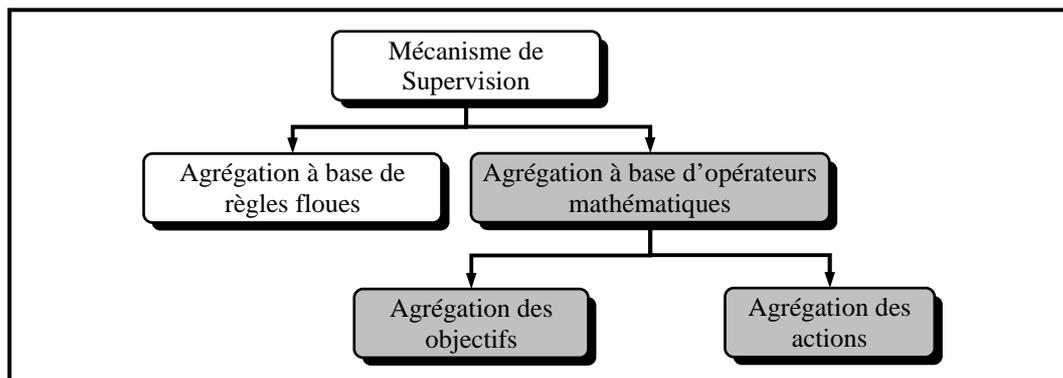 Mécanisme de
Supervision
Agrégation à base de
règles floues
Agrégation à base d’opérateurs
mathématiques
Agrégation des
objectifs
Agrégation des
actions